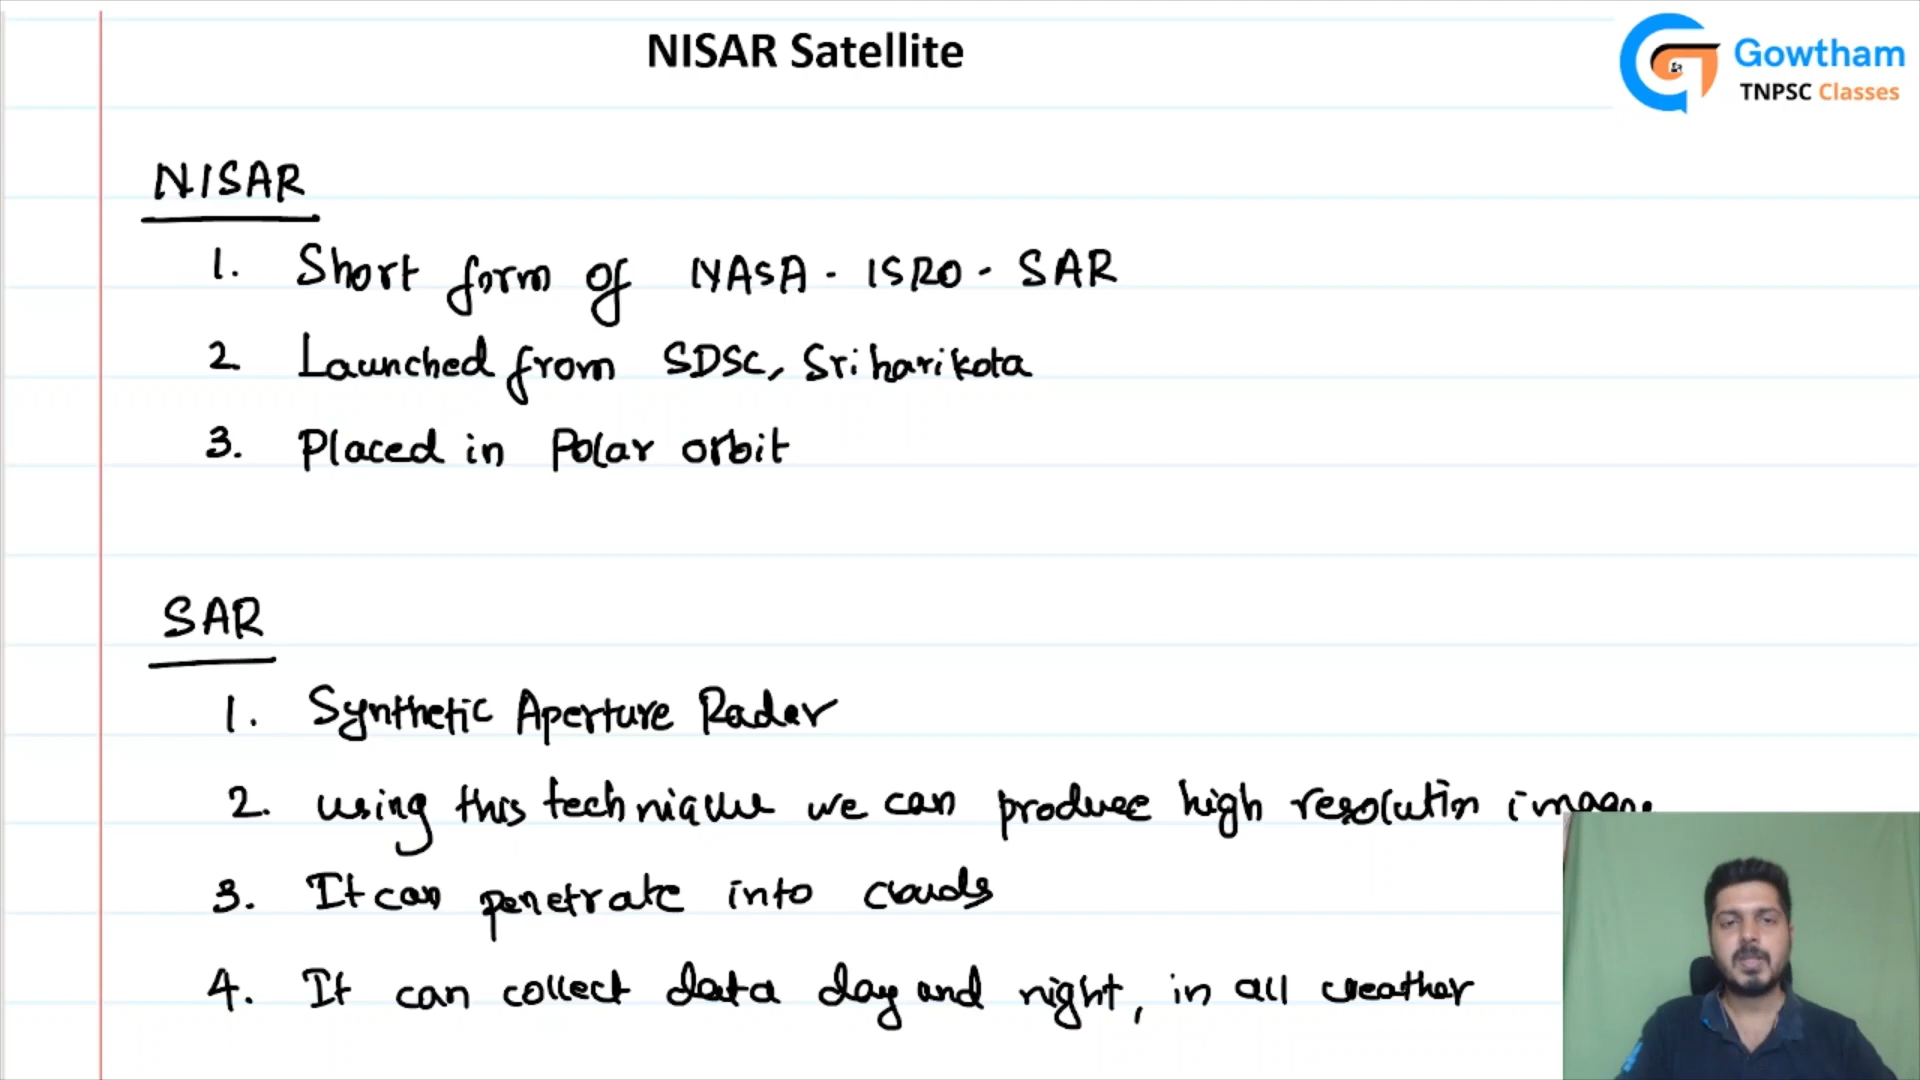 NISAR Satellite
Gowtham
TNPSC Classes
NISAR
1. Short form of NASA - ISRO - SAR
2. Launched from SDSC, Sriharikota
3. Placed in Polar orbit
SAR
1. Synthetic Aperture Radar
2. using this technique we can produce high resolutin
3. It can penetrate into clouds
4. It can collect data day and night, in all weather